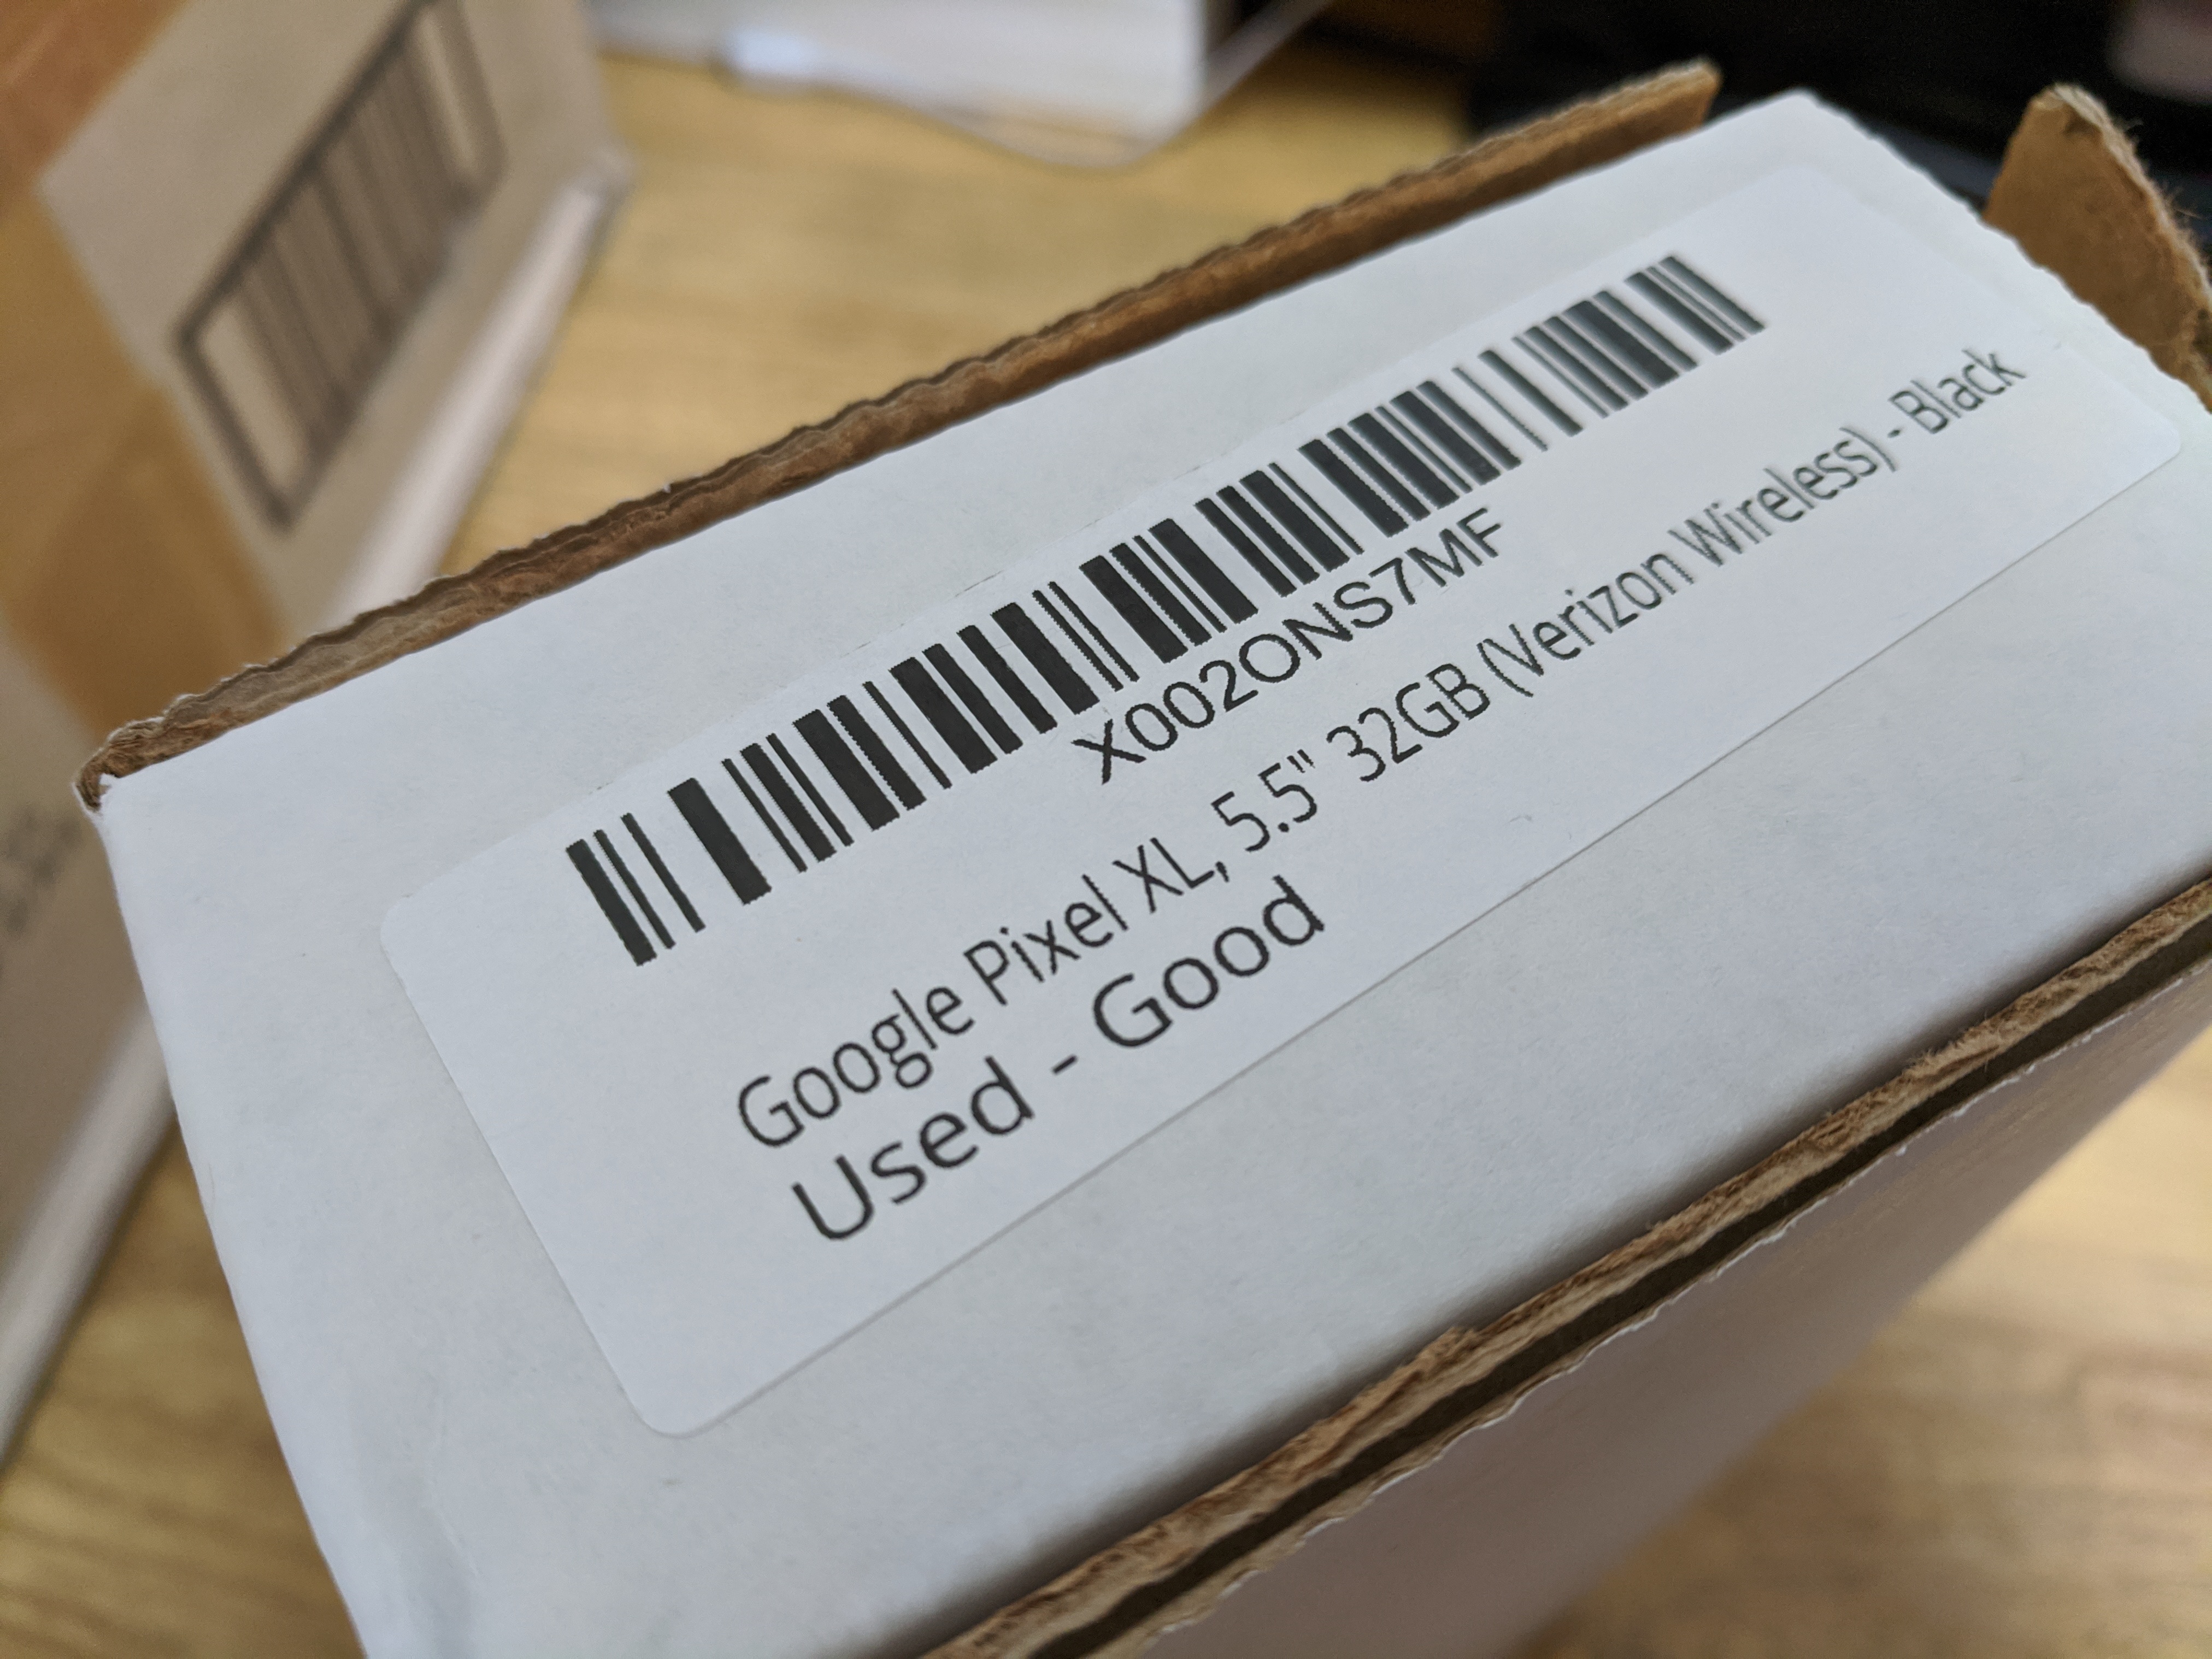 X002ONS7MF
Google Pixel XL, 5.5" 32GB (Verizon Wireless) - Black
Used - Good